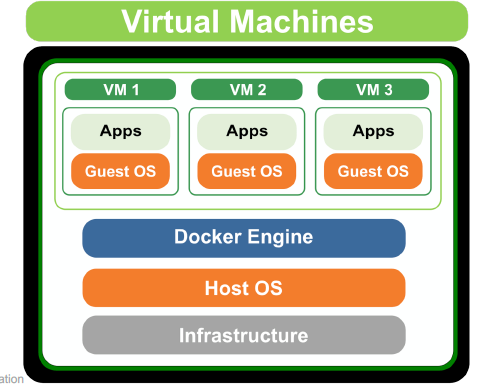 Virtual Machines
VM 1 VM 2 VM 3
Apps Apps Apps
Guest OS Guest OS Guest OS
Docker Engine
Host OS
Infrastructure
ation